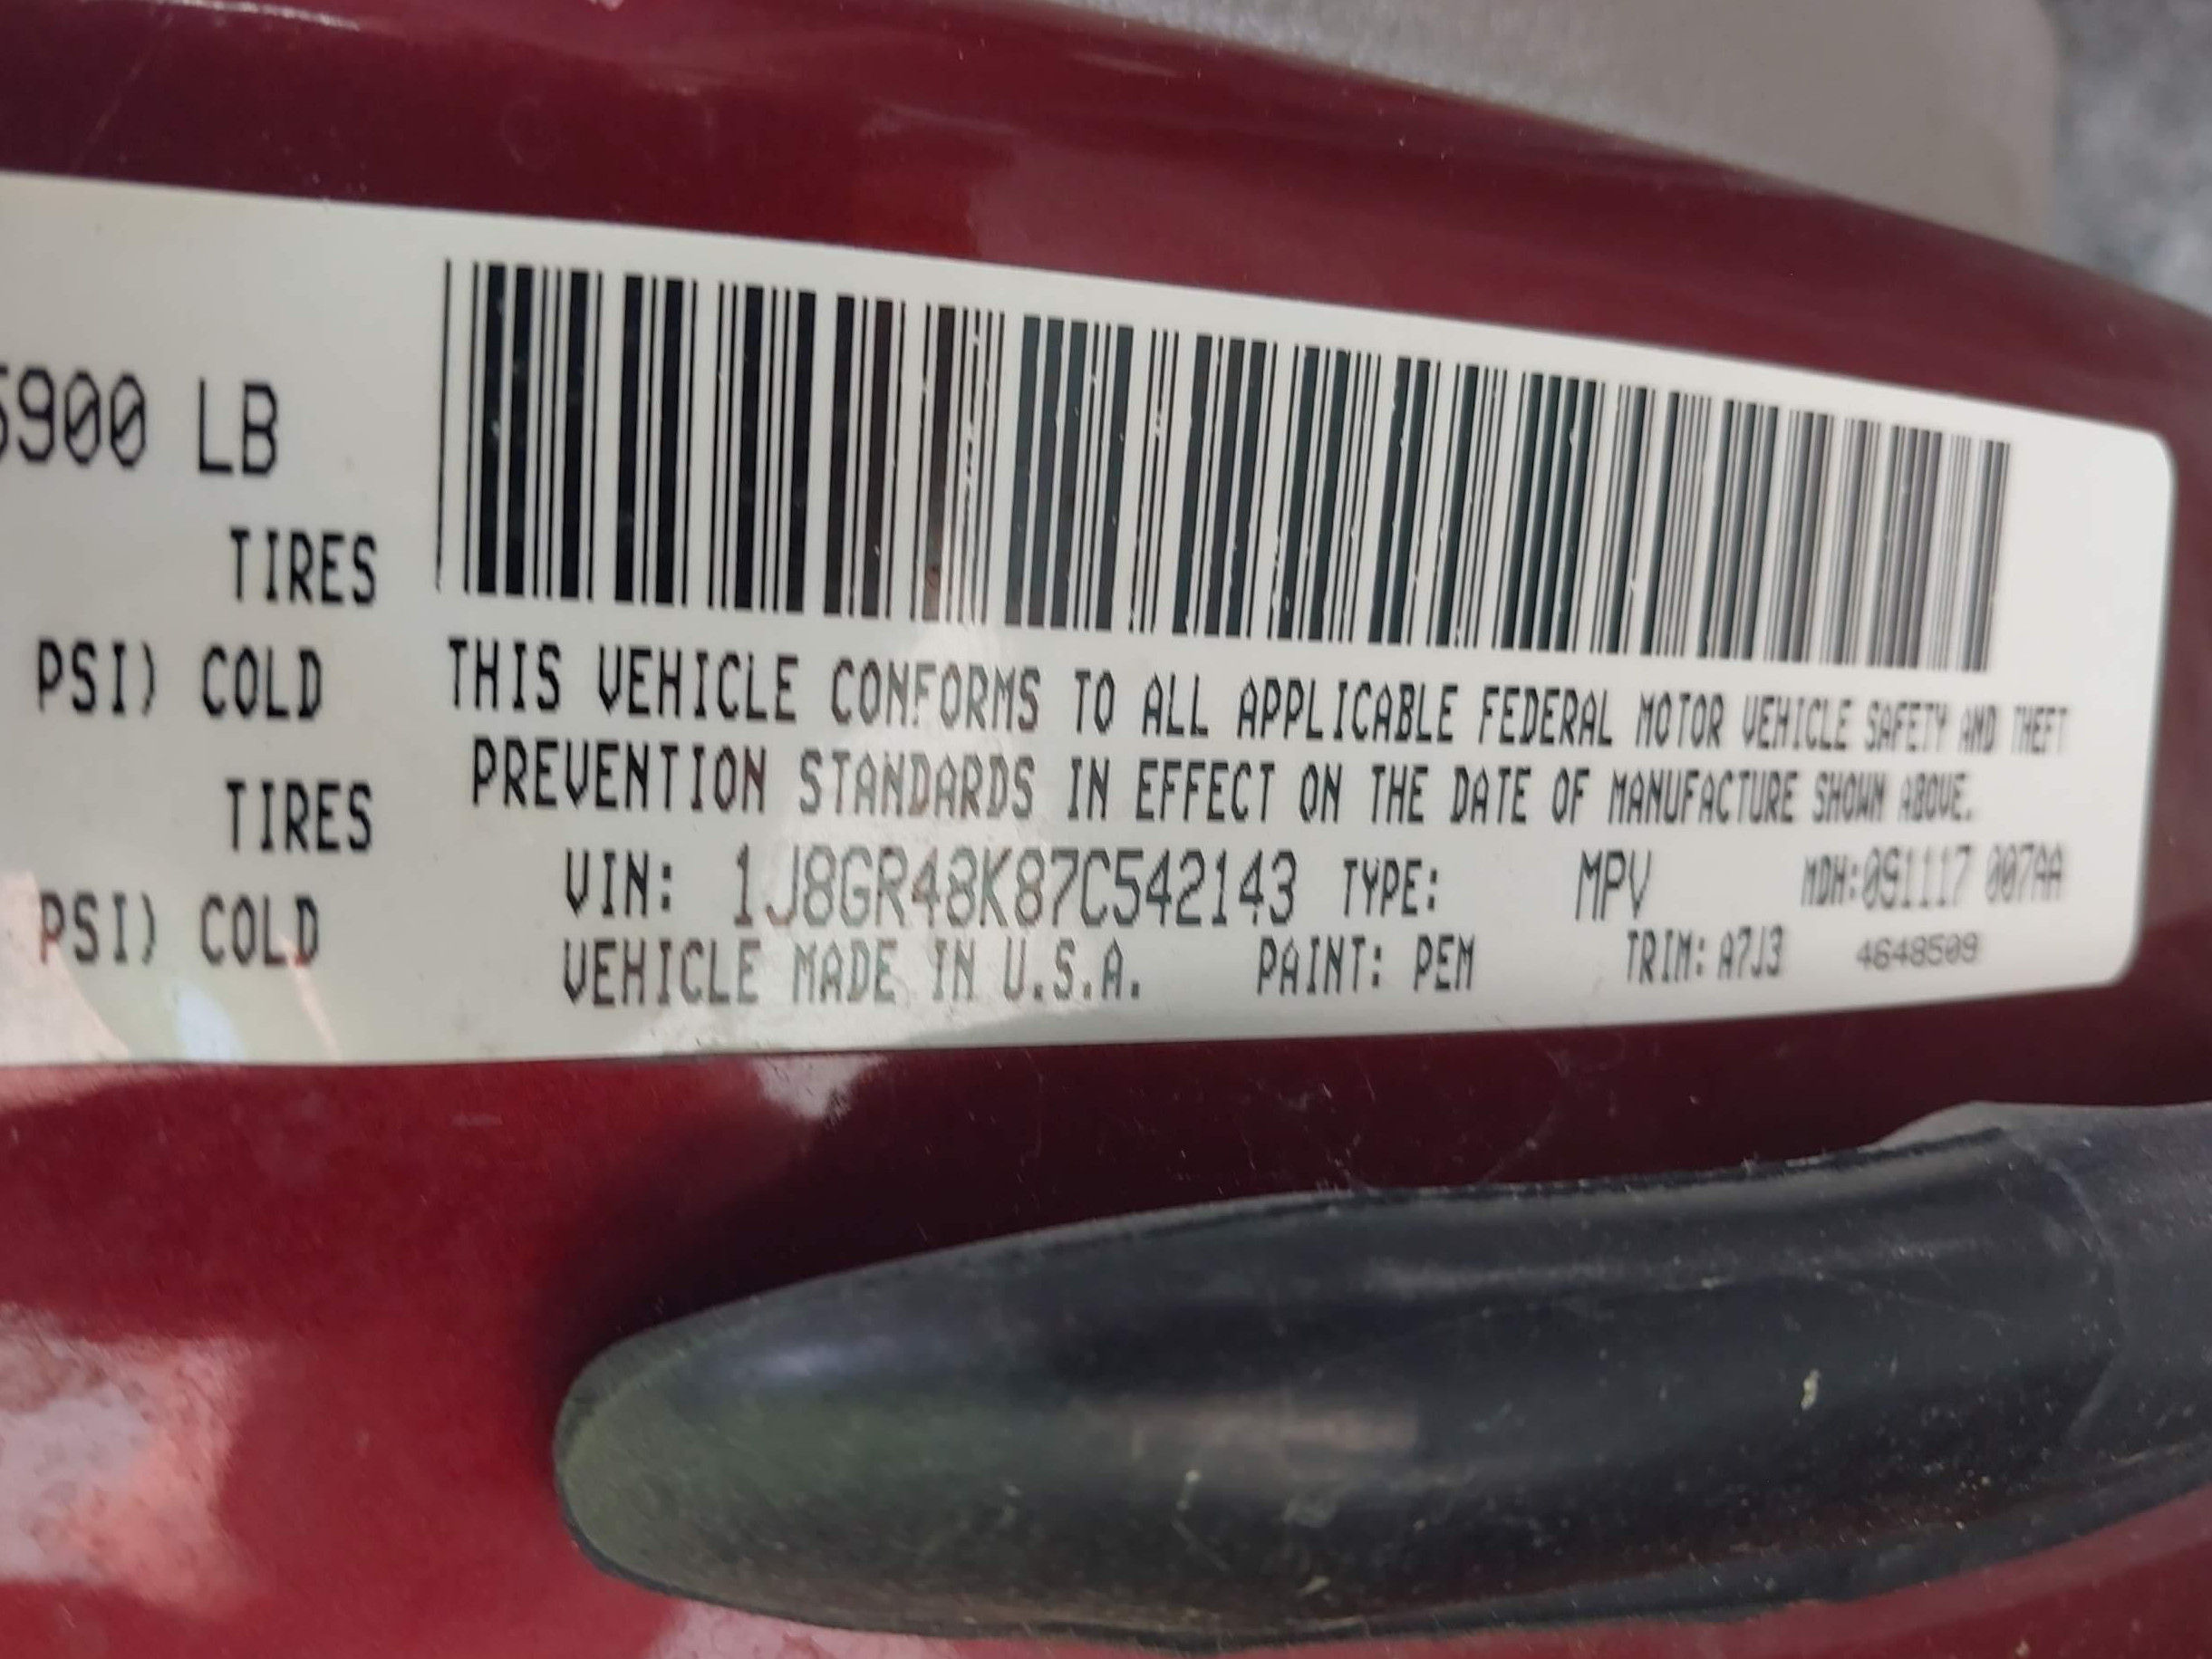 5900 LB
TIRES
PSI) COLD
TIRES
PSI) COLD
THIS VEHICLE CONFORMS TO ALL APPLICABLE FEDERAL MOTOR VEHICLE SAFETY AND THEFT
PREVENTION STANDARDS IN EFFECT ON THE DATE OF MANUFACTURE SHOWN ABOVE.
VIN: 1J8GR48K87C542143 TYPE: MPV MDH:091117 007AA
VEHICLE MADE IN U.S.A. PAINT: PEM TRIM: A7J3 4648509